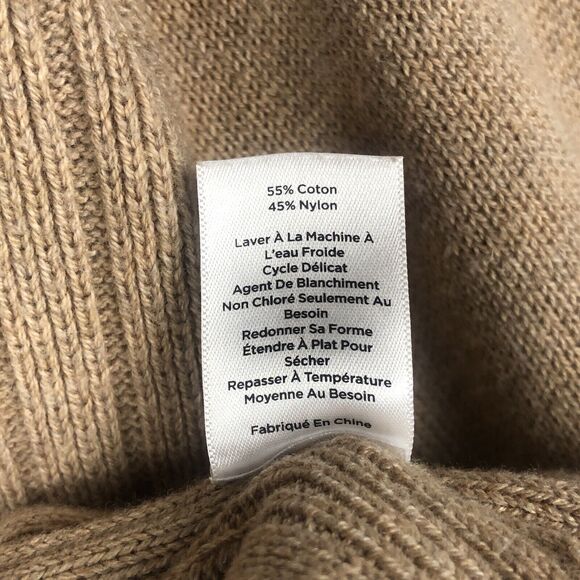 55% Coton
45% Nylon
Laver À La Machine À
L'eau Froide
Cycle Délicat
Agent De Blanchiment
Non Chloré Seulement Au
Besoin
Redonner Sa Forme
Étendre À Plat Pour
Sécher
Repasser À Température
Moyenne Au Besoin
Fabriqué En Chine